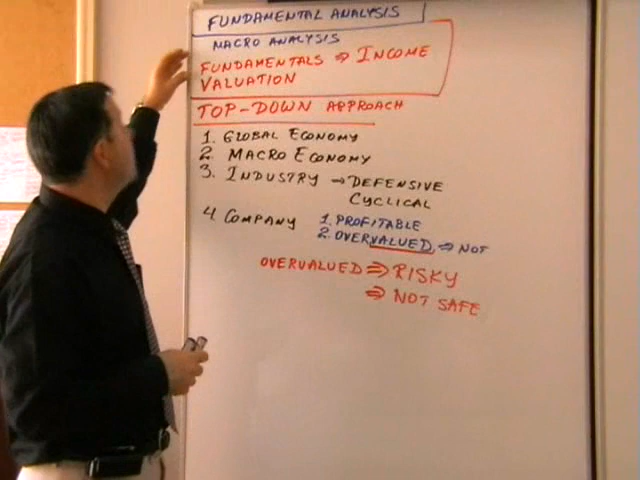 FUNDAMENTAL ANALYSIS
MACRO ANALYSIS
FUNDAMENTALS ⇒ INCOME
VALUATION
TOP-DOWN APPROACH
1. GLOBAL ECONOMY
2. MACRO ECONOMY
3. INDUSTRY → DEFENSIVE
CYCLICAL
4 COMPANY 1. PROFITABLE
2. OVERVALUED ⇒ NOT
OVERVALUED ⇒ RISKY
⇒ NOT SAFE